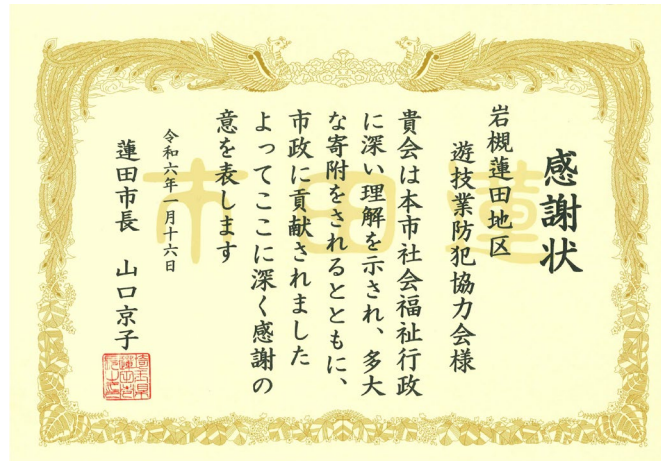 感謝状
岩槻蓮田地区
遊技業防犯協力会様
貴会は本市社会福祉行政
に深い理解を示され、多大
な寄附をされるとともに、
市政に貢献されました
よってここに深く感謝の
意を表します
令和六年一月十六日
蓮田市長 山口京子
蓮田市